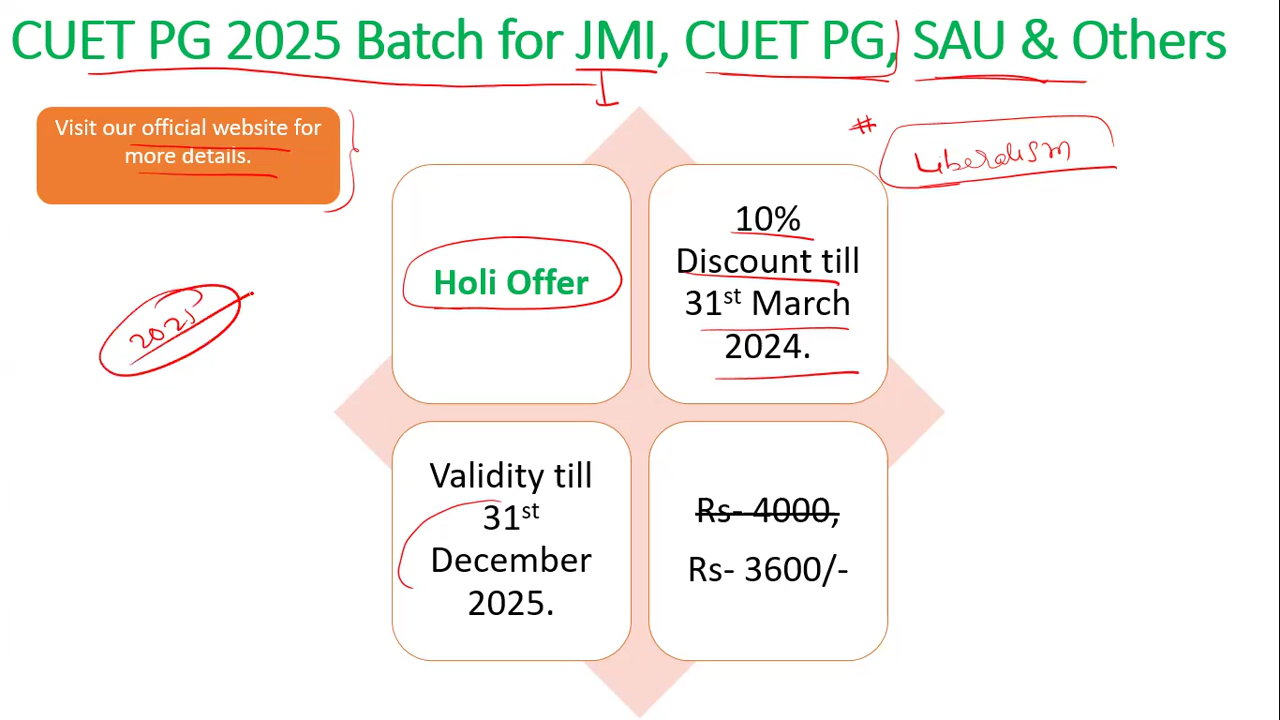 CUET PG 2025 Batch for JMI, CUET PG, SAU & Others
Visit our official website for
more details.
#
Liberalism
Holi Offer
10%
Discount till
31st March
2024.
2025
Validity till
31st
December
2025.
Rs- 4000,
Rs- 3600/-